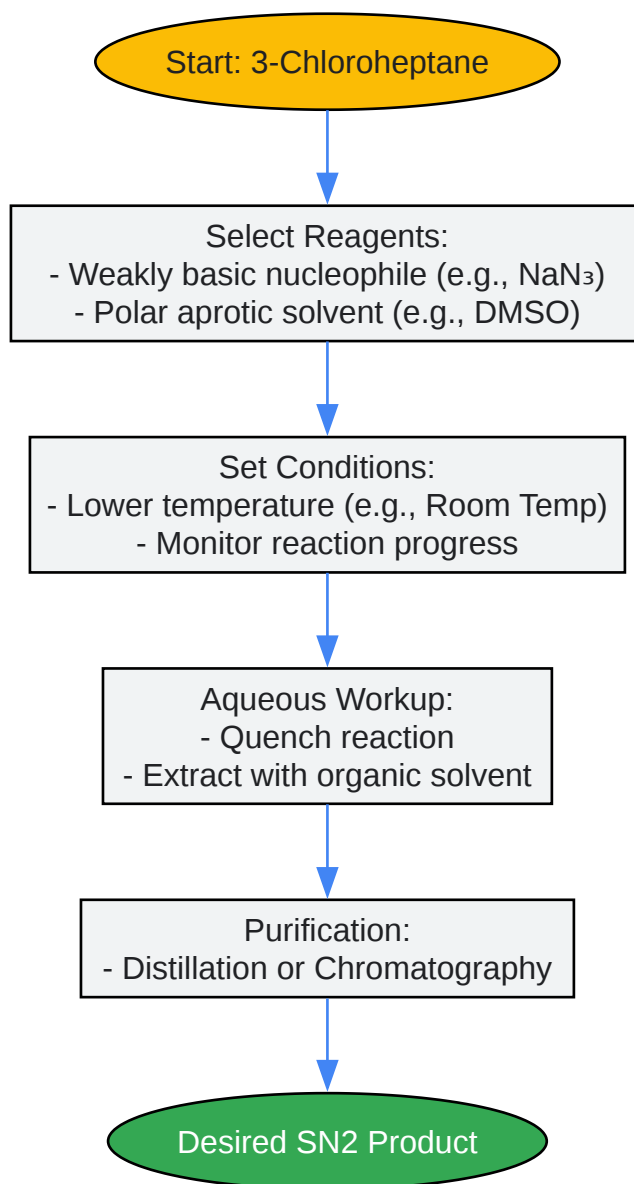 Start: 3-Chloroheptane
Select Reagents:
- Weakly basic nucleophile (e.g., NaN₃)
- Polar aprotic solvent (e.g., DMSO)
Set Conditions:
- Lower temperature (e.g., Room Temp)
- Monitor reaction progress
Aqueous Workup:
- Quench reaction
- Extract with organic solvent
Purification:
- Distillation or Chromatography
Desired SN2 Product